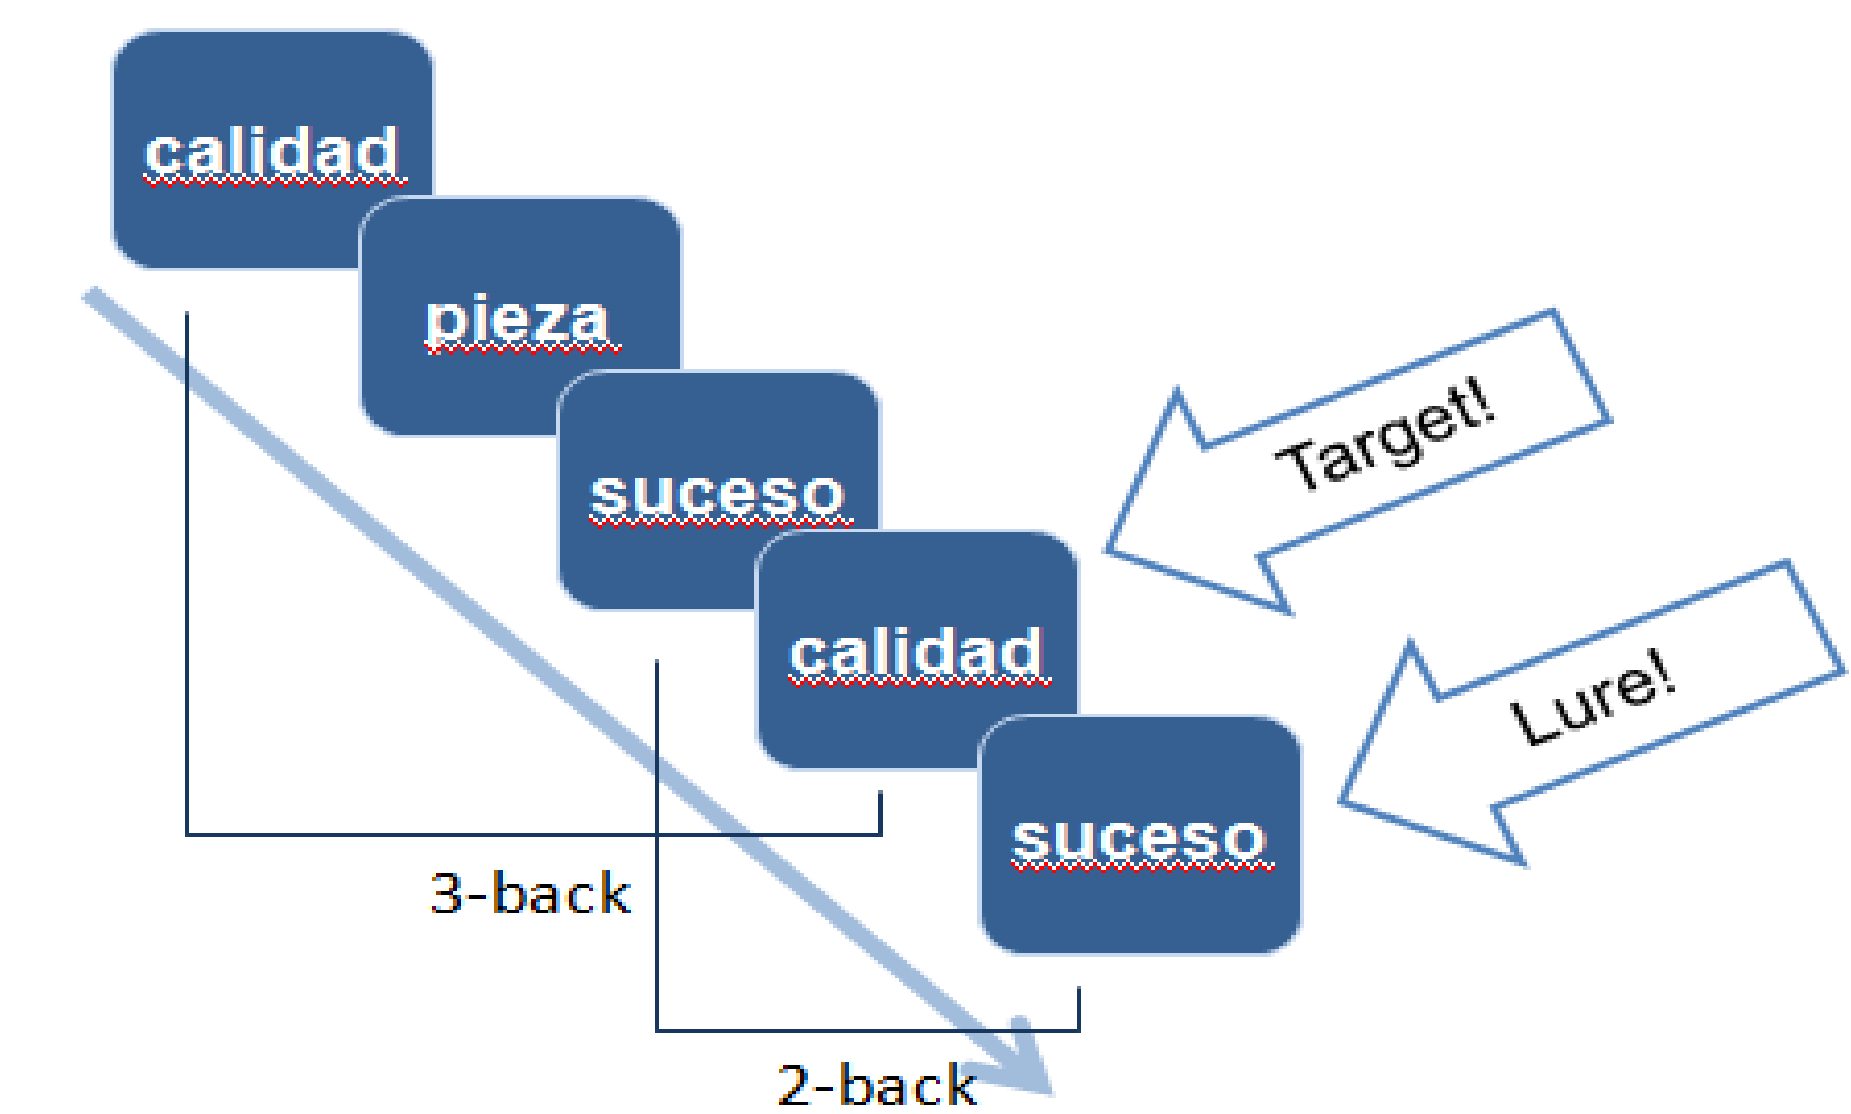 calidad
pieza
suceso
Target!
calidad
Lure!
suceso
3-back
2-back